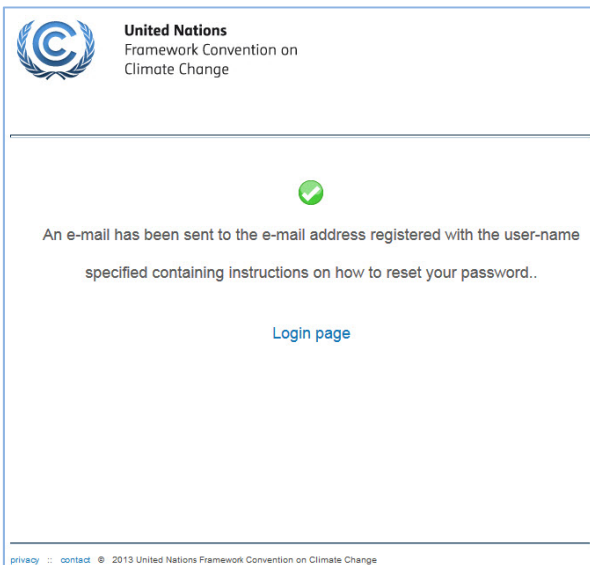 United Nations
Framework Convention on
Climate Change
An e-mail has been sent to the e-mail address registered with the user-name
specified containing instructions on how to reset your password..
Login page
privacy :: contact © 2013 United Nations Framework Convention on Climate Change